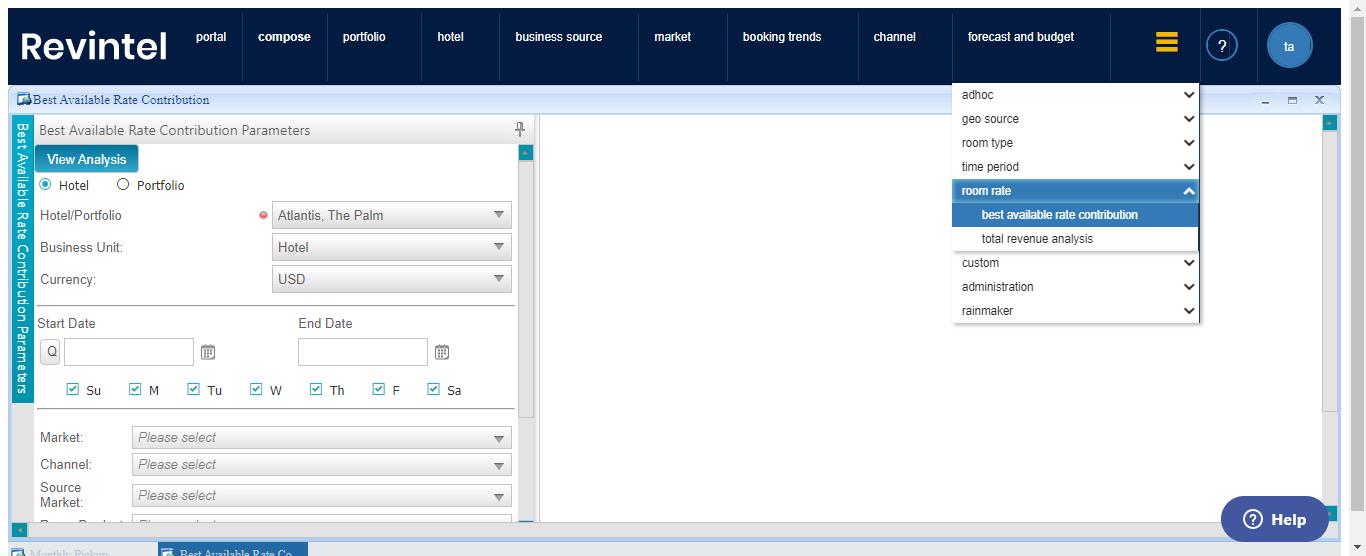 Revintel
portal
compose
portfolio
hotel
business source
market
booking trends
channel
forecast and budget
?
ta
Best Available Rate Contribution
adhoc
geo source
room type
time period
room rate
best available rate contribution
total revenue analysis
custom
administration
rainmaker
Best Available Rate Contribution Parameters
Best Available Rate Contribution Parameters
View Analysis
Hotel
Portfolio
Hotel/Portfolio
Atlantis, The Palm
Business Unit:
Hotel
Currency:
USD
Start Date
End Date
Q
Su
M
Tu
W
Th
F
Sa
Market:
Please select
Channel:
Please select
Source
Market:
Please select
? Help
Monthly Pickup
Best Available Rate Co...